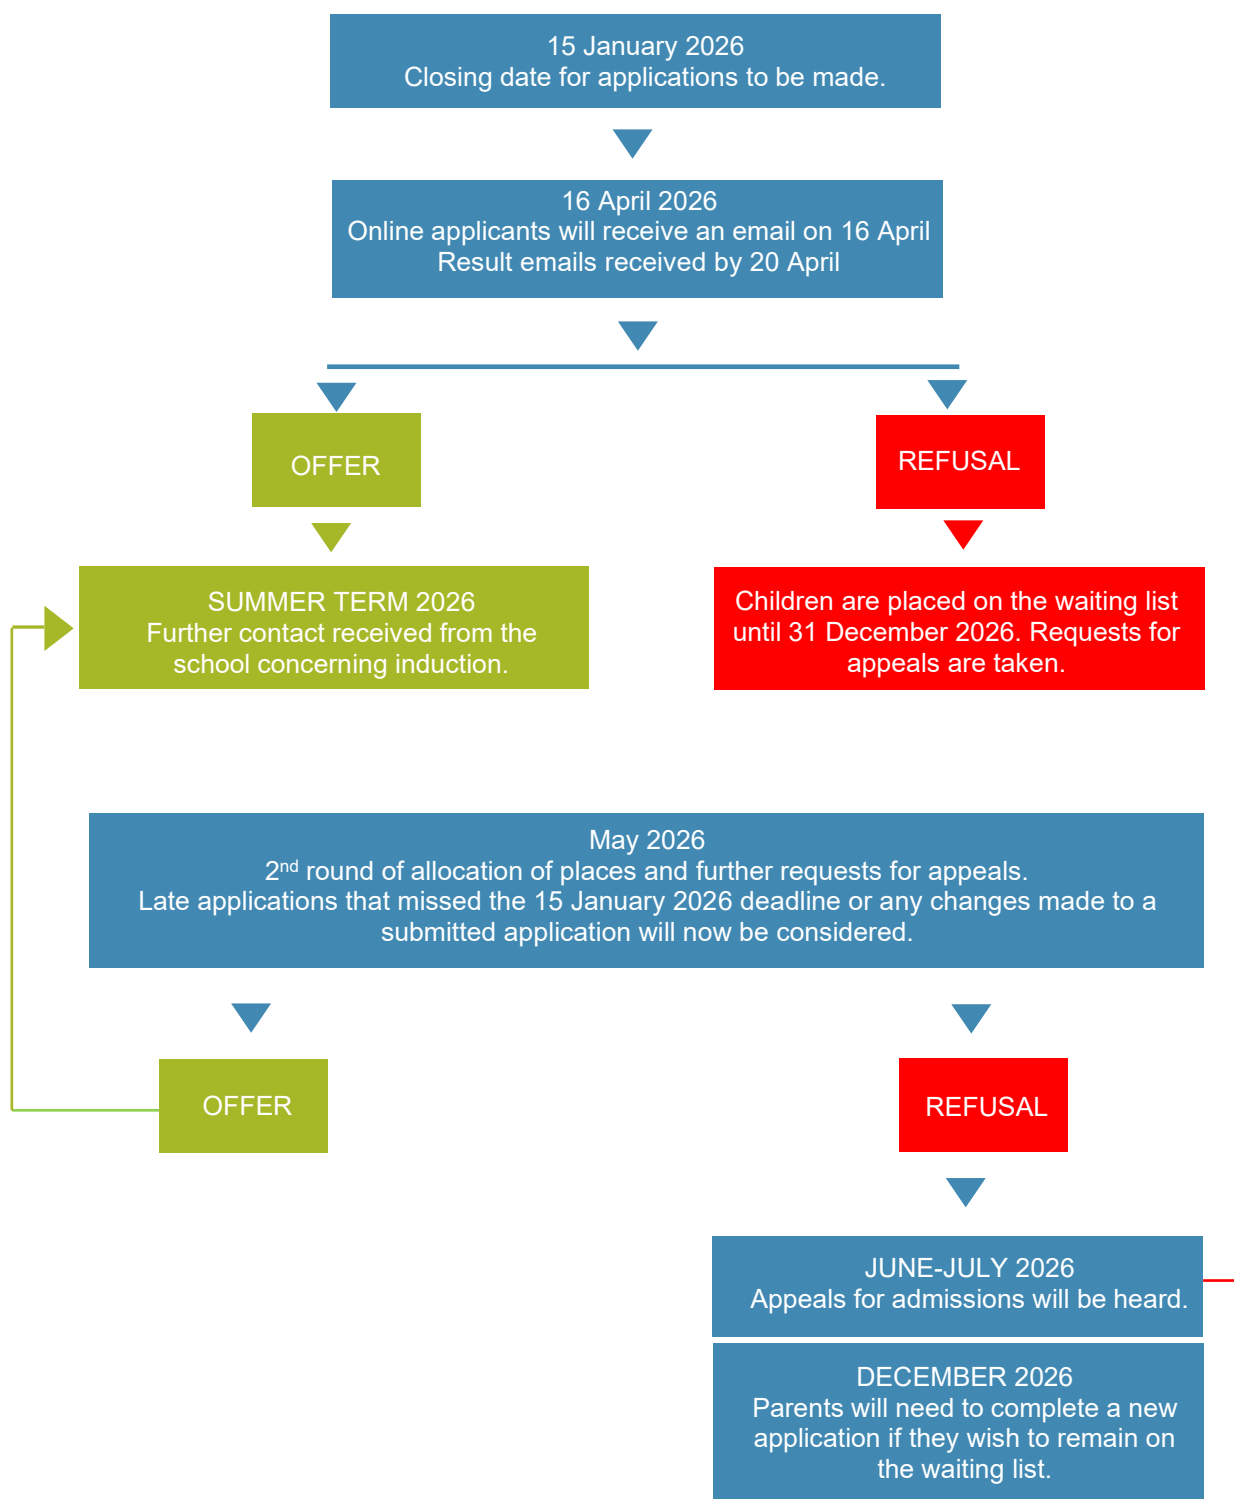 15 January 2026
Closing date for applications to be made.
16 April 2026
Online applicants will receive an email on 16 April
Result emails received by 20 April
OFFER
REFUSAL
SUMMER TERM 2026
Further contact received from the
school concerning induction.
Children are placed on the waiting list
until 31 December 2026. Requests for
appeals are taken.
May 2026
2nd round of allocation of places and further requests for appeals.
Late applications that missed the 15 January 2026 deadline or any changes made to a
submitted application will now be considered.
OFFER
REFUSAL
JUNE-JULY 2026
Appeals for admissions will be heard.
DECEMBER 2026
Parents will need to complete a new
application if they wish to remain on
the waiting list.